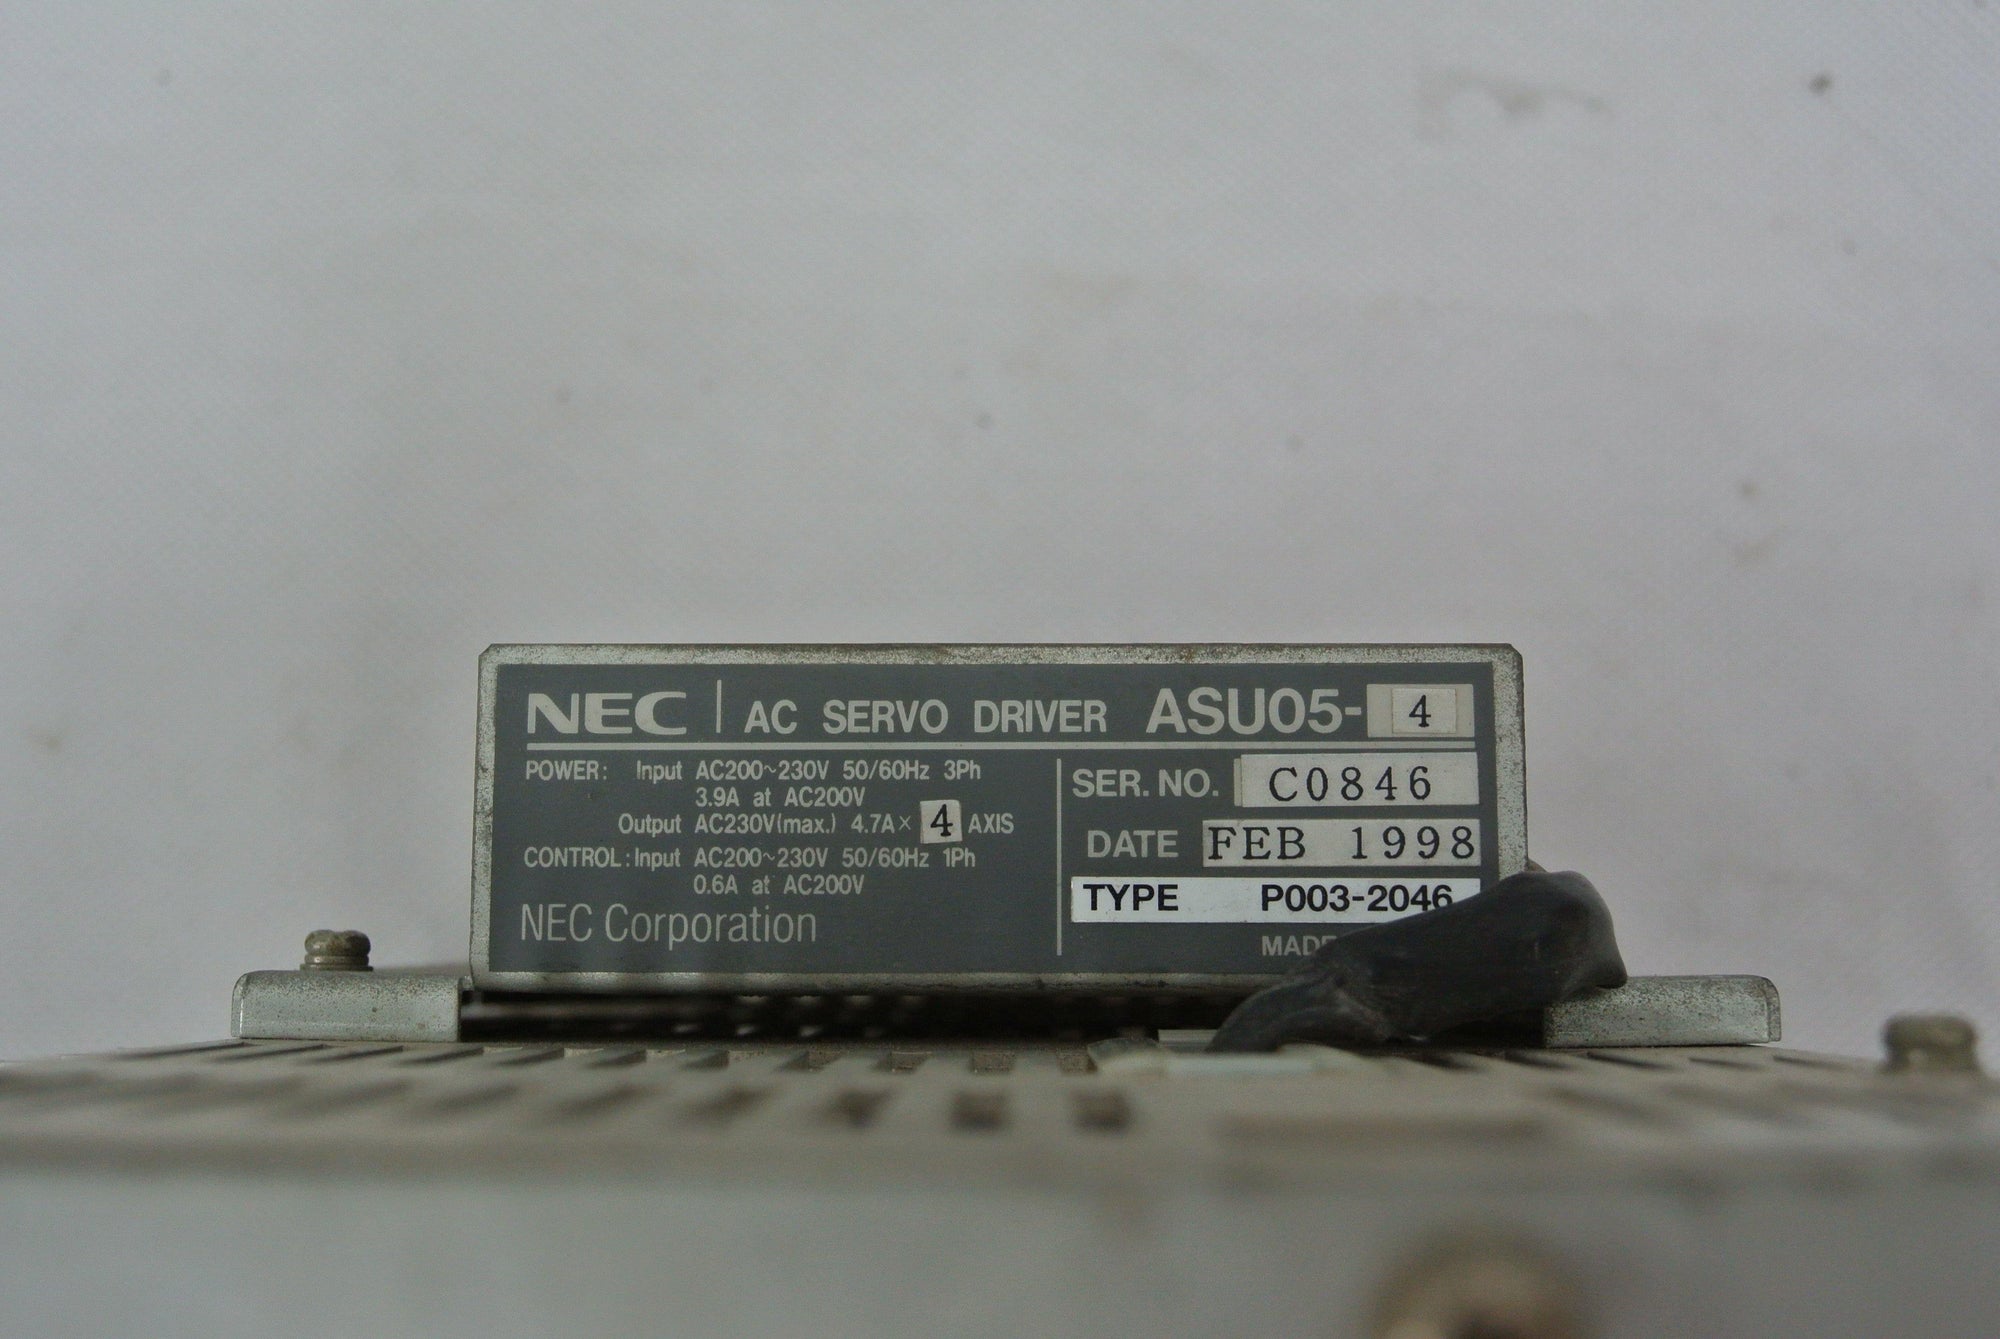 NEC | AC SERVO DRIVER ASU05-4
POWER: Input AC200~230V 50/60Hz 3Ph
3.9A at AC200V
Output AC230V(max.) 4.7A× 4 AXIS
CONTROL: Input AC200~230V 50/60Hz 1Ph
0.6A at AC200V
NEC Corporation
SER. NO. C0846
DATE FEB 1998
TYPE P003-2046
MADE